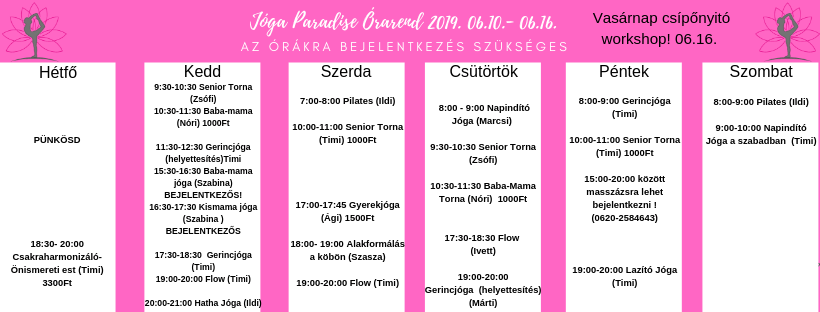 Jóga Paradise Órarend 2019. 06.10.- 06.16.
AZ ÓRÁKRA BEJELENTKEZÉS SZÜKSÉGES
Vasárnap csípőnyitó
workshop! 06.16.
Hétfő
PÜNKÖSD
18:30- 20:00
Csakraharmonizáló-
Önismereti est (Timi)
3300Ft
Kedd
9:30-10:30 Senior Torna
(Zsófi)
10:30-11:30 Baba-mama
(Nóri) 1000Ft
11:30-12:30 Gerincjóga
(helyettesítés)Timi
15:30-16:30 Baba-mama
jóga (Szabina)
BEJELENTKEZŐS!
16:30-17:30 Kismama jóga
(Szabina )
BEJELENTKEZŐS
17:30-18:30 Gerincjóga
(Timi)
19:00-20:00 Flow (Timi)
20:00-21:00 Hatha Jóga (Ildi)
Szerda
7:00-8:00 Pilates (Ildi)
10:00-11:00 Senior Torna
(Timi) 1000Ft
17:00-17:45 Gyerekjóga
(Ági) 1500Ft
18:00- 19:00 Alakformálás
a köbön (Szasza)
19:00-20:00 Flow (Timi)
Csütörtök
8:00 - 9:00 Napindító
Jóga (Marcsi)
9:30-10:30 Senior Torna
(Zsófi)
10:30-11:30 Baba-Mama
Torna (Nóri) 1000Ft
17:30-18:30 Flow
(Ivett)
19:00-20:00
Gerincjóga (helyettesítés)
(Márti)
Péntek
8:00-9:00 Gerincjóga
(Timi)
10:00-11:00 Senior Torna
(Timi) 1000Ft
15:00-20:00 között
masszázsra lehet
bejelentkezni !
(0620-2584643)
19:00-20:00 Lazító Jóga
(Timi)
Szombat
8:00-9:00 Pilates (Ildi)
9:00-10:00 Napindító
Jóga a szabadban (Timi)